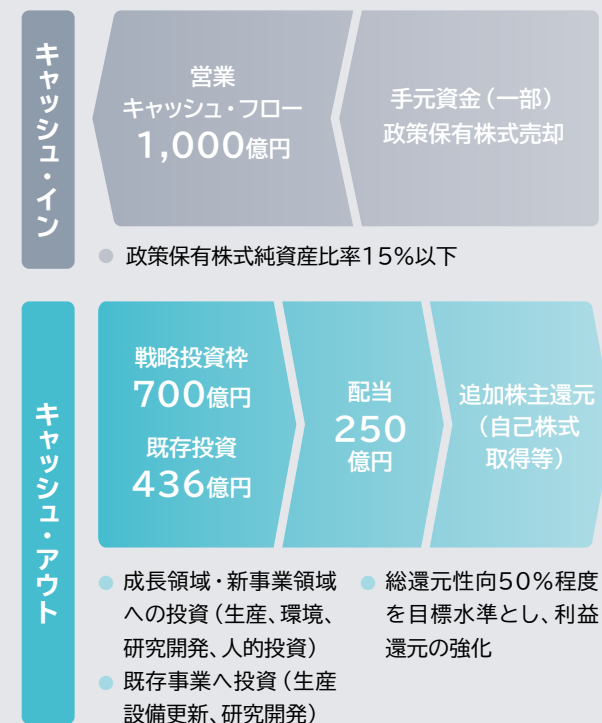 キャッシュ・イン
営業
キャッシュ・フロー
1,000億円
手元資金（一部）
政策保有株式売却
政策保有株式純資産比率15%以下
キャッシュ・アウト
戦略投資枠
700億円
既存投資
436億円
配当
250
億円
追加株主還元
（自己株式
取得等）
成長領域・新事業領域
への投資（生産、環境、
研究開発、人的投資）
既存事業へ投資（生産
設備更新、研究開発）
総還元性向50%程度
を目標水準とし、利益
還元の強化